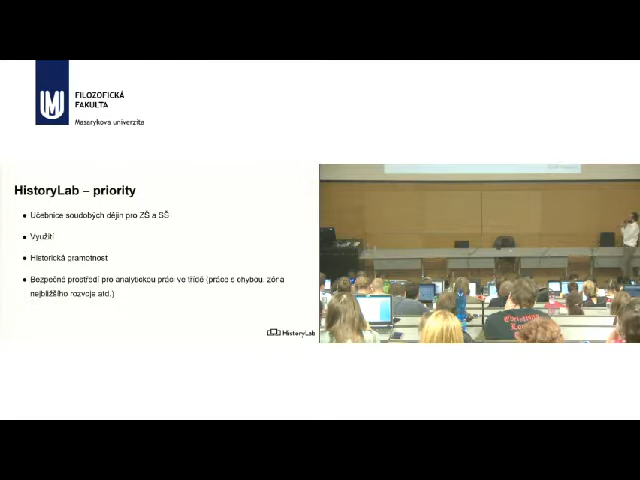 FILOZOFICKÁ
FAKULTA
Masarykova univerzita
HistoryLab – priority
Učebnice soudobých dějin pro ZŠ a SŠ
Využití
Historická gramotnost
Bezpečné prostředí pro analytickou práci ve třídě (práce s chybou, zóna
nejbližšího rozvoje atd.)
HistoryLab